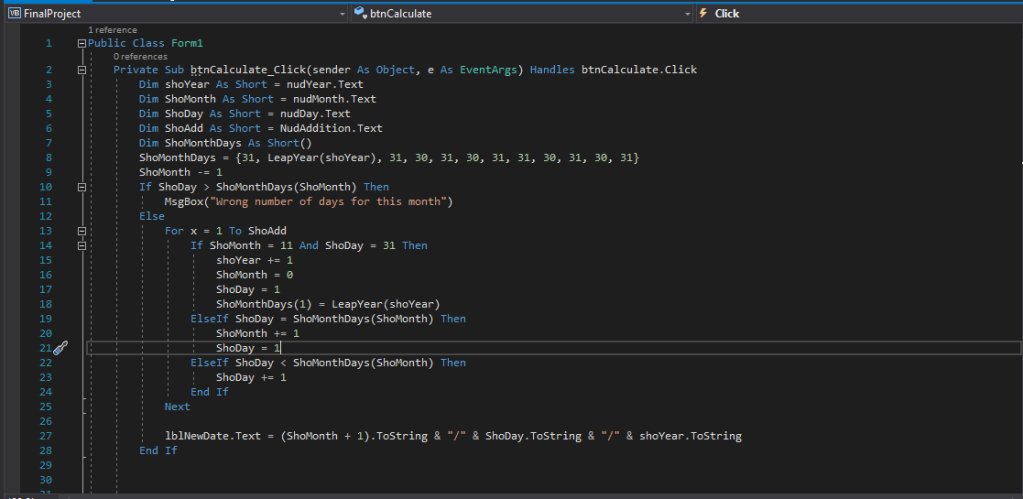 FinalProject btnCalculate Click
1 reference
1 Public Class Form1
0 references
2 Private Sub btnCalculate_Click(sender As Object, e As EventArgs) Handles btnCalculate.Click
3 Dim shoYear As Short = nudYear.Text
4 Dim ShoMonth As Short = nudMonth.Text
5 Dim ShoDay As Short = nudDay.Text
6 Dim ShoAdd As Short = NudAddition.Text
7 Dim ShoMonthDays As Short()
8 ShoMonthDays = {31, LeapYear(shoYear), 31, 30, 31, 30, 31, 31, 30, 31, 30, 31}
9 ShoMonth -= 1
10 If ShoDay > ShoMonthDays(ShoMonth) Then
11 MsgBox("Wrong number of days for this month")
12 Else
13 For x = 1 To ShoAdd
14 If ShoMonth = 11 And ShoDay = 31 Then
15 shoYear += 1
16 ShoMonth = 0
17 ShoDay = 1
18 ShoMonthDays(1) = LeapYear(shoYear)
19 ElseIf ShoDay = ShoMonthDays(ShoMonth) Then
20 ShoMonth += 1
21 ShoDay = 1
22 ElseIf ShoDay < ShoMonthDays(ShoMonth) Then
23 ShoDay += 1
24 End If
25 Next
26
27 lblNewDate.Text = (ShoMonth + 1).ToString & "/" & ShoDay.ToString & "/" & shoYear.ToString
28 End If
29
30